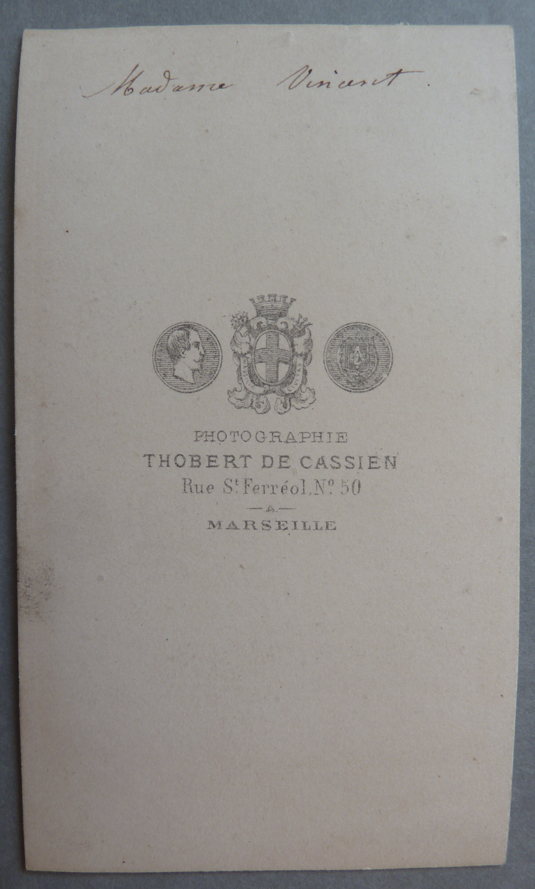 Madame Vincent.
PHOTOGRAPHIE
THOBERT DE CASSIEN
Rue St Ferréol, No 50
A
MARSEILLE